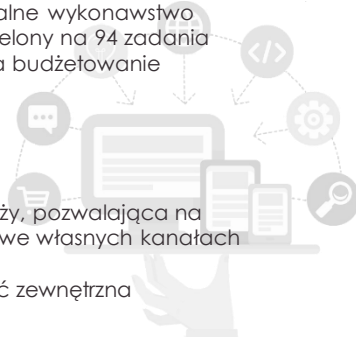 alne wykonawstwo
elony na 94 zadania
a budżetowanie
ży, pozwalająca na
we własnych kanałach
ć zewnętrzna